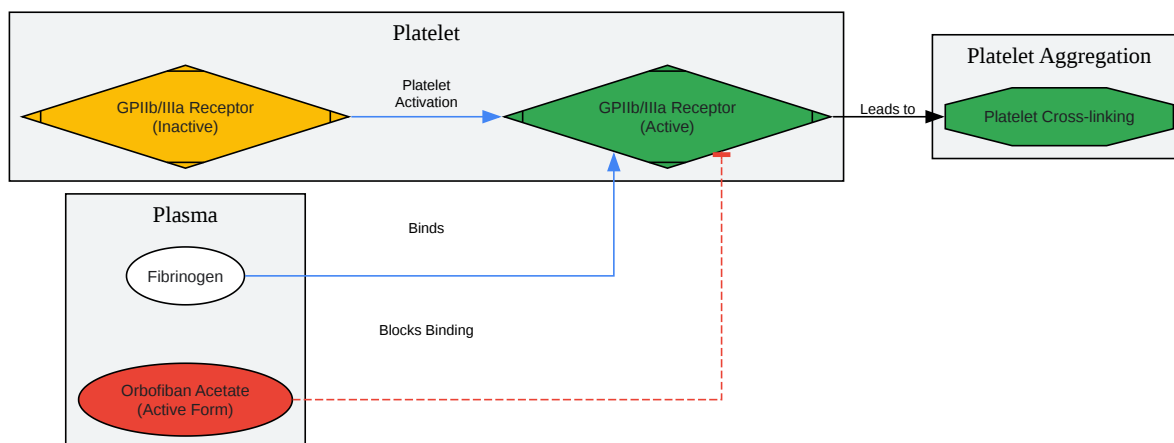 Platelet
Platelet Aggregation
GPIIb/IIIa Receptor
(Inactive)
Platelet
Activation
GPIIb/IIIa Receptor
(Active)
Leads to
Platelet Cross-linking
Plasma
Binds
Fibrinogen
Blocks Binding
Orbofiban Acetate
(Active Form)